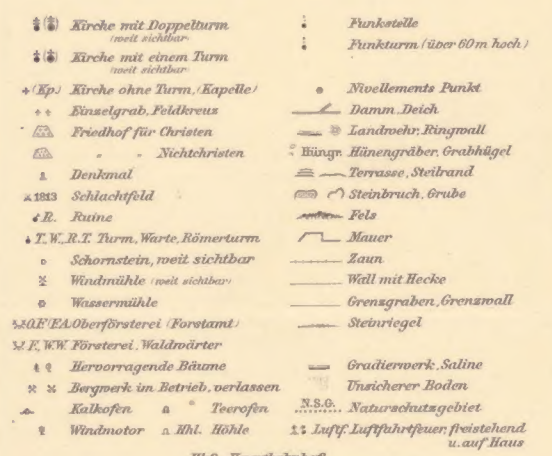 Kirche mit Doppelturm
(weit sichtbar)
Kirche mit einem Turm
(weit sichtbar)
(Kp.) Kirche ohne Turm, (Kapelle)
Einzelgrab, Feldkreuz
Friedhof für Christen
" " Nichtchristen
Denkmal
1813 Schlachtfeld
R. Ruine
T., W., R.T. Turm, Warte, Römerturm
Schornstein, weit sichtbar
Windmühle (weit sichtbar)
Wassermühle
O.F. (F.A.) Oberförsterei (Forstamt)
F., W.W. Försterei, Waldwärter
Hervorragende Bäume
Bergwerk im Betrieb, verlassen
Kalkofen " Teerofen
Windmotor Hhl. Höhle
Funkstelle
Funkturm (über 60 m hoch)
Nivellements Punkt
Damm, Deich
Landwehr, Ringwall
Hüngr. Hünengräber, Grabhügel
Terrasse, Steilrand
Steinbruch, Grube
Fels
Mauer
Zaun
Wall mit Hecke
Grenzgraben, Grenzwall
Steinriegel
Gradierwerk, Saline
Unsicherer Boden
N.S.G. Naturschutzgebiet
Luftf. Luftfahrtfeuer, freistehend
u. auf Haus